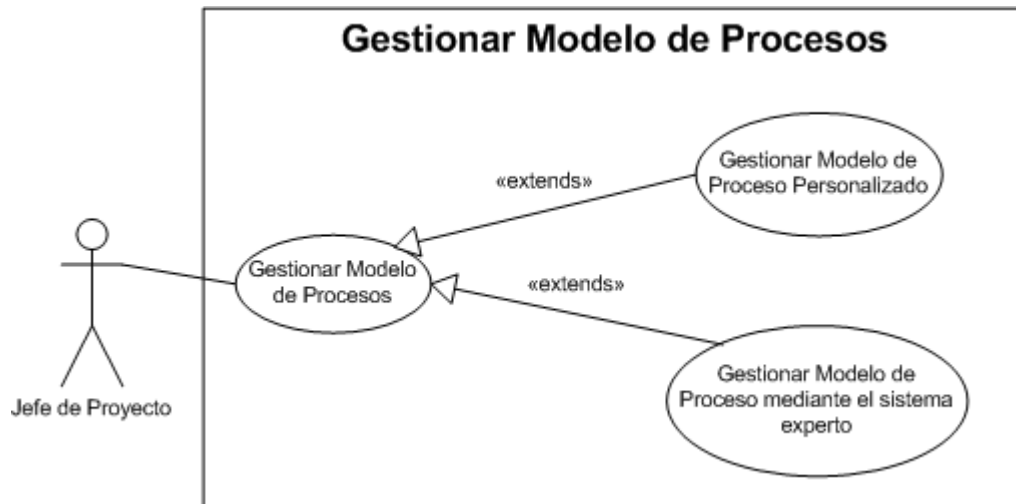 Gestionar Modelo de Procesos
Gestionar Modelo de
Proceso Personalizado
«extends»
Gestionar Modelo
de Procesos
«extends»
Gestionar Modelo de
Proceso mediante el sistema
experto
Jefe de Proyecto